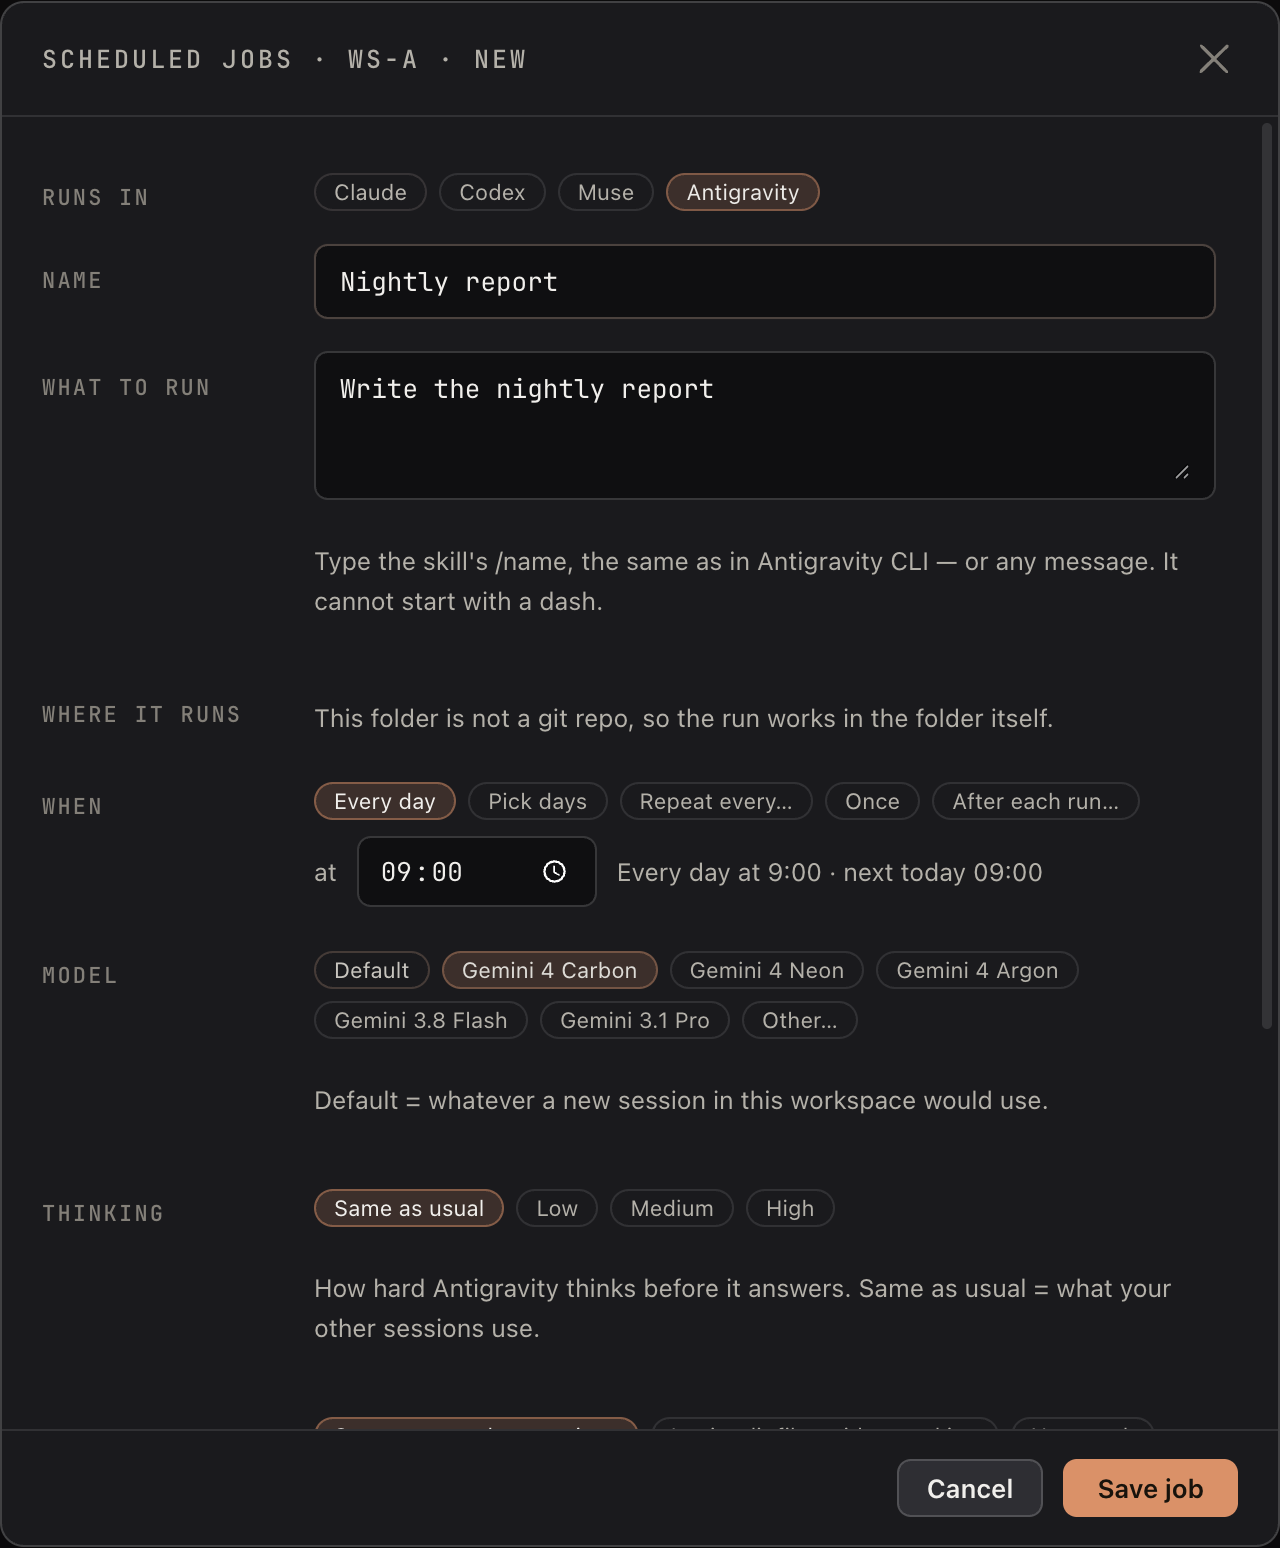 SCHEDULED JOBS · WS-A · NEW
RUNS IN
Claude Codex Muse Antigravity
NAME
Nightly report
WHAT TO RUN
Write the nightly report
Type the skill's /name, the same as in Antigravity CLI — or any message. It
cannot start with a dash.
WHERE IT RUNS
This folder is not a git repo, so the run works in the folder itself.
WHEN
Every day Pick days Repeat every… Once After each run…
at 09:00 Every day at 9:00 · next today 09:00
MODEL
Default Gemini 4 Carbon Gemini 4 Neon Gemini 4 Argon
Gemini 3.8 Flash Gemini 3.1 Pro Other…
Default = whatever a new session in this workspace would use.
THINKING
Same as usual Low Medium High
How hard Antigravity thinks before it answers. Same as usual = what your
other sessions use.
Cancel Save job